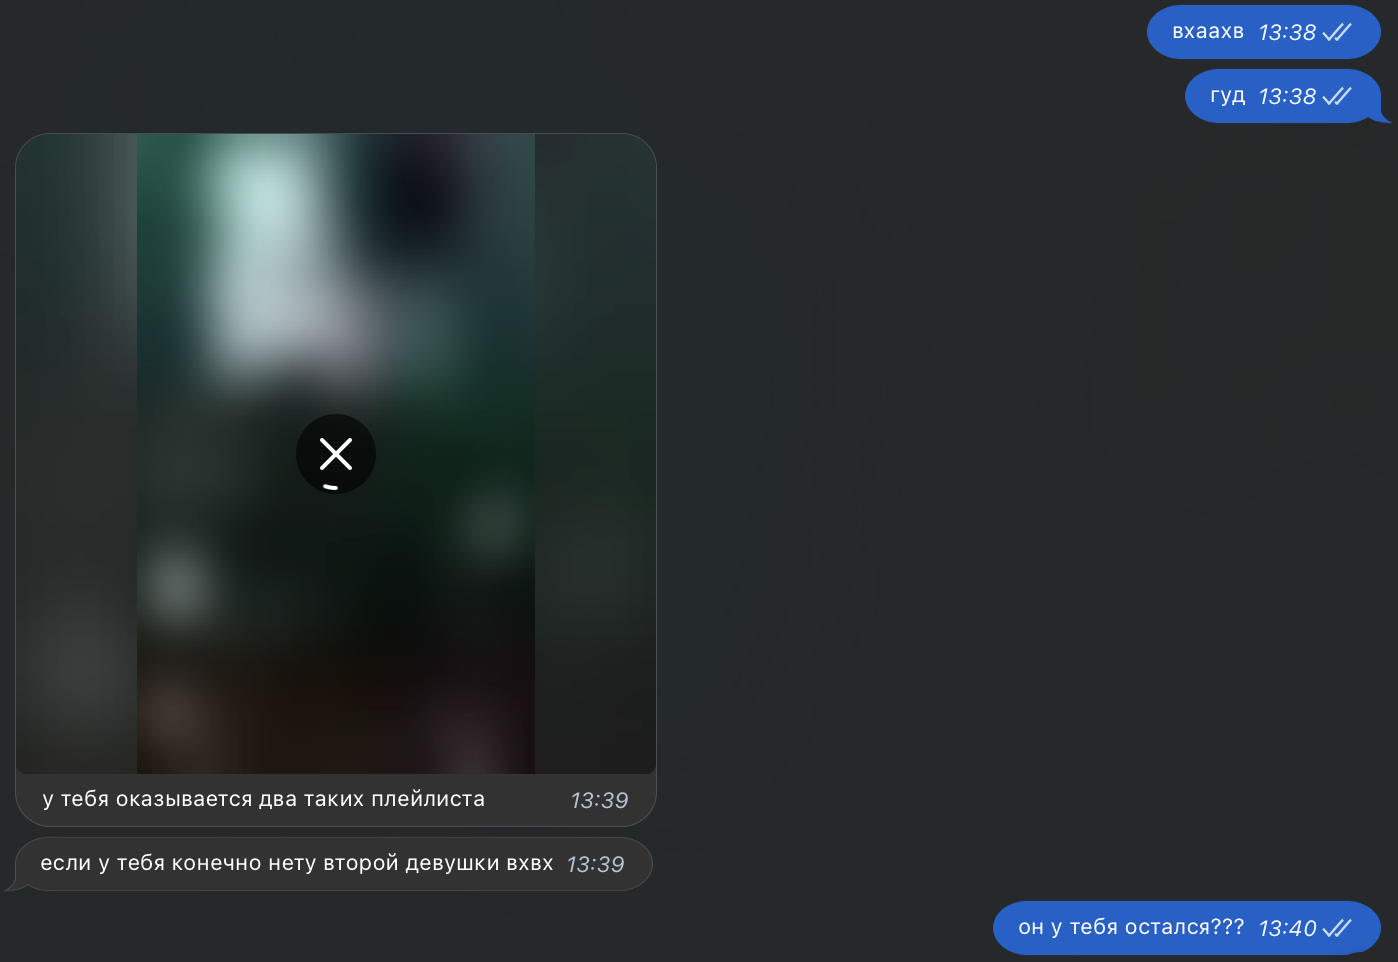 вхаахв 13:38
гуд 13:38
у тебя оказывается два таких плейлиста 13:39
если у тебя конечно нету второй девушки вхвх 13:39
он у тебя остался??? 13:40